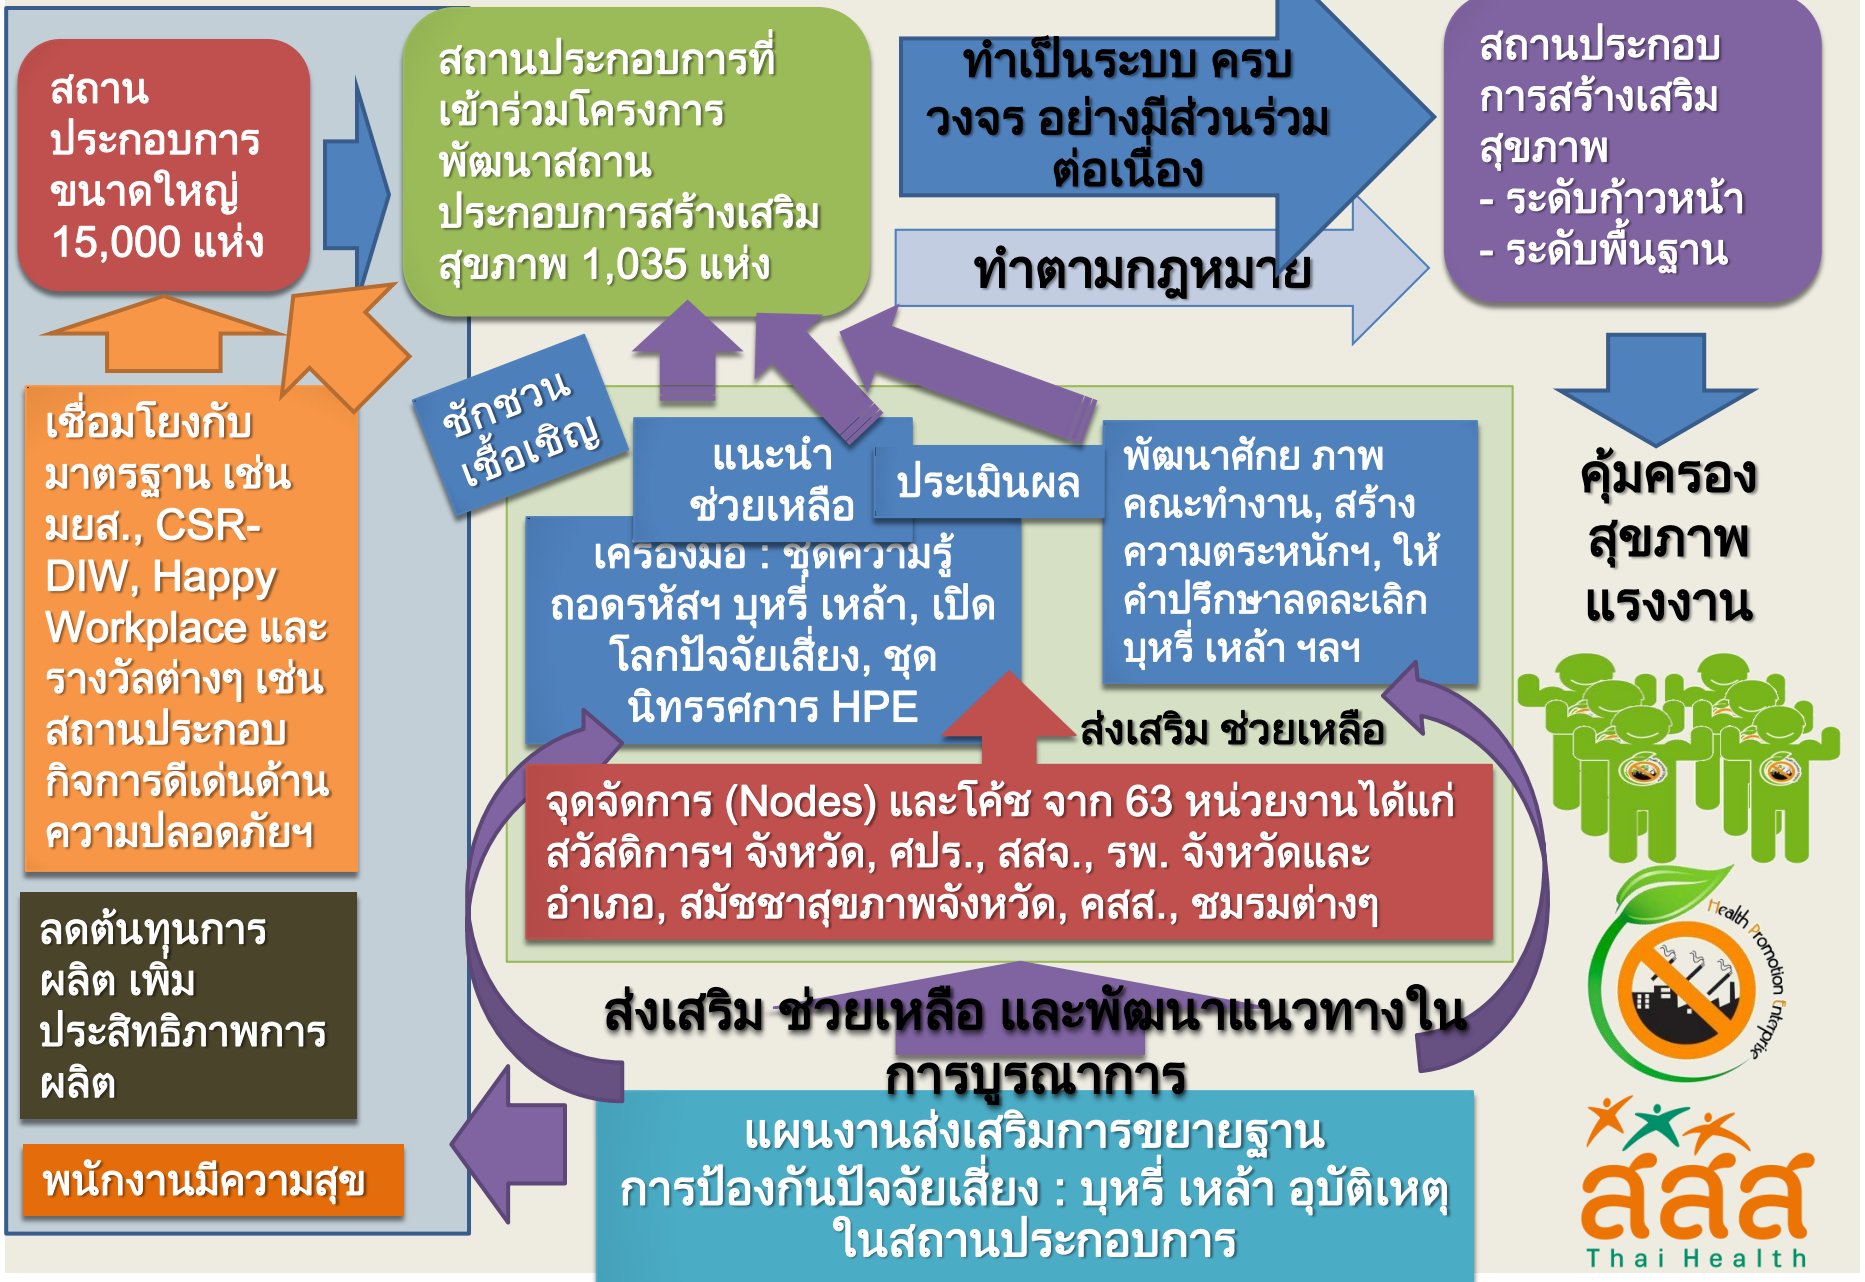 สถาน
ประกอบการ
ขนาดใหญ่
15,000 แห่ง
สถานประกอบการที่
เข้าร่วมโครงการ
พัฒนาสถาน
ประกอบการสร้างเสริม
สุขภาพ 1,035 แห่ง
ทำเป็นระบบ ครบ
วงจร อย่างมีส่วนร่วม
ต่อเนื่อง
ทำตามกฎหมาย
สถานประกอบ
การสร้างเสริม
สุขภาพ
- ระดับก้าวหน้า
- ระดับพื้นฐาน
เชื่อมโยงกับ
มาตรฐาน เช่น
มยส., CSR-
DIW, Happy
Workplace และ
รางวัลต่างๆ เช่น
สถานประกอบ
กิจการดีเด่นด้าน
ความปลอดภัยฯ
ชักชวน
เชื้อเชิญ
แนะนำ
ช่วยเหลือ
ประเมินผล
เครื่องมือ : ชุดความรู้
ถอดรหัสฯ บุหรี่ เหล้า, เปิด
โลกปัจจัยเสี่ยง, ชุด
นิทรรศการ HPE
พัฒนาศักย ภาพ
คณะทำงาน, สร้าง
ความตระหนักฯ, ให้
คำปรึกษาลดละเลิก
บุหรี่ เหล้า ฯลฯ
คุ้มครอง
สุขภาพ
แรงงาน
ส่งเสริม ช่วยเหลือ
จุดจัดการ (Nodes) และโค้ช จาก 63 หน่วยงานได้แก่
สวัสดิการฯ จังหวัด, ศปร., สสจ., รพ. จังหวัดและ
อำเภอ, สมัชชาสุขภาพจังหวัด, คสส., ชมรมต่างๆ
ลดต้นทุนการ
ผลิต เพิ่ม
ประสิทธิภาพการ
ผลิต
พนักงานมีความสุข
ส่งเสริม ช่วยเหลือ และพัฒนาแนวทางใน
การบูรณาการ
แผนงานส่งเสริมการขยายฐาน
การป้องกันปัจจัยเสี่ยง : บุหรี่ เหล้า อุบัติเหตุ
ในสถานประกอบการ
Health Promotion Enterprise
สสส
Thai Health